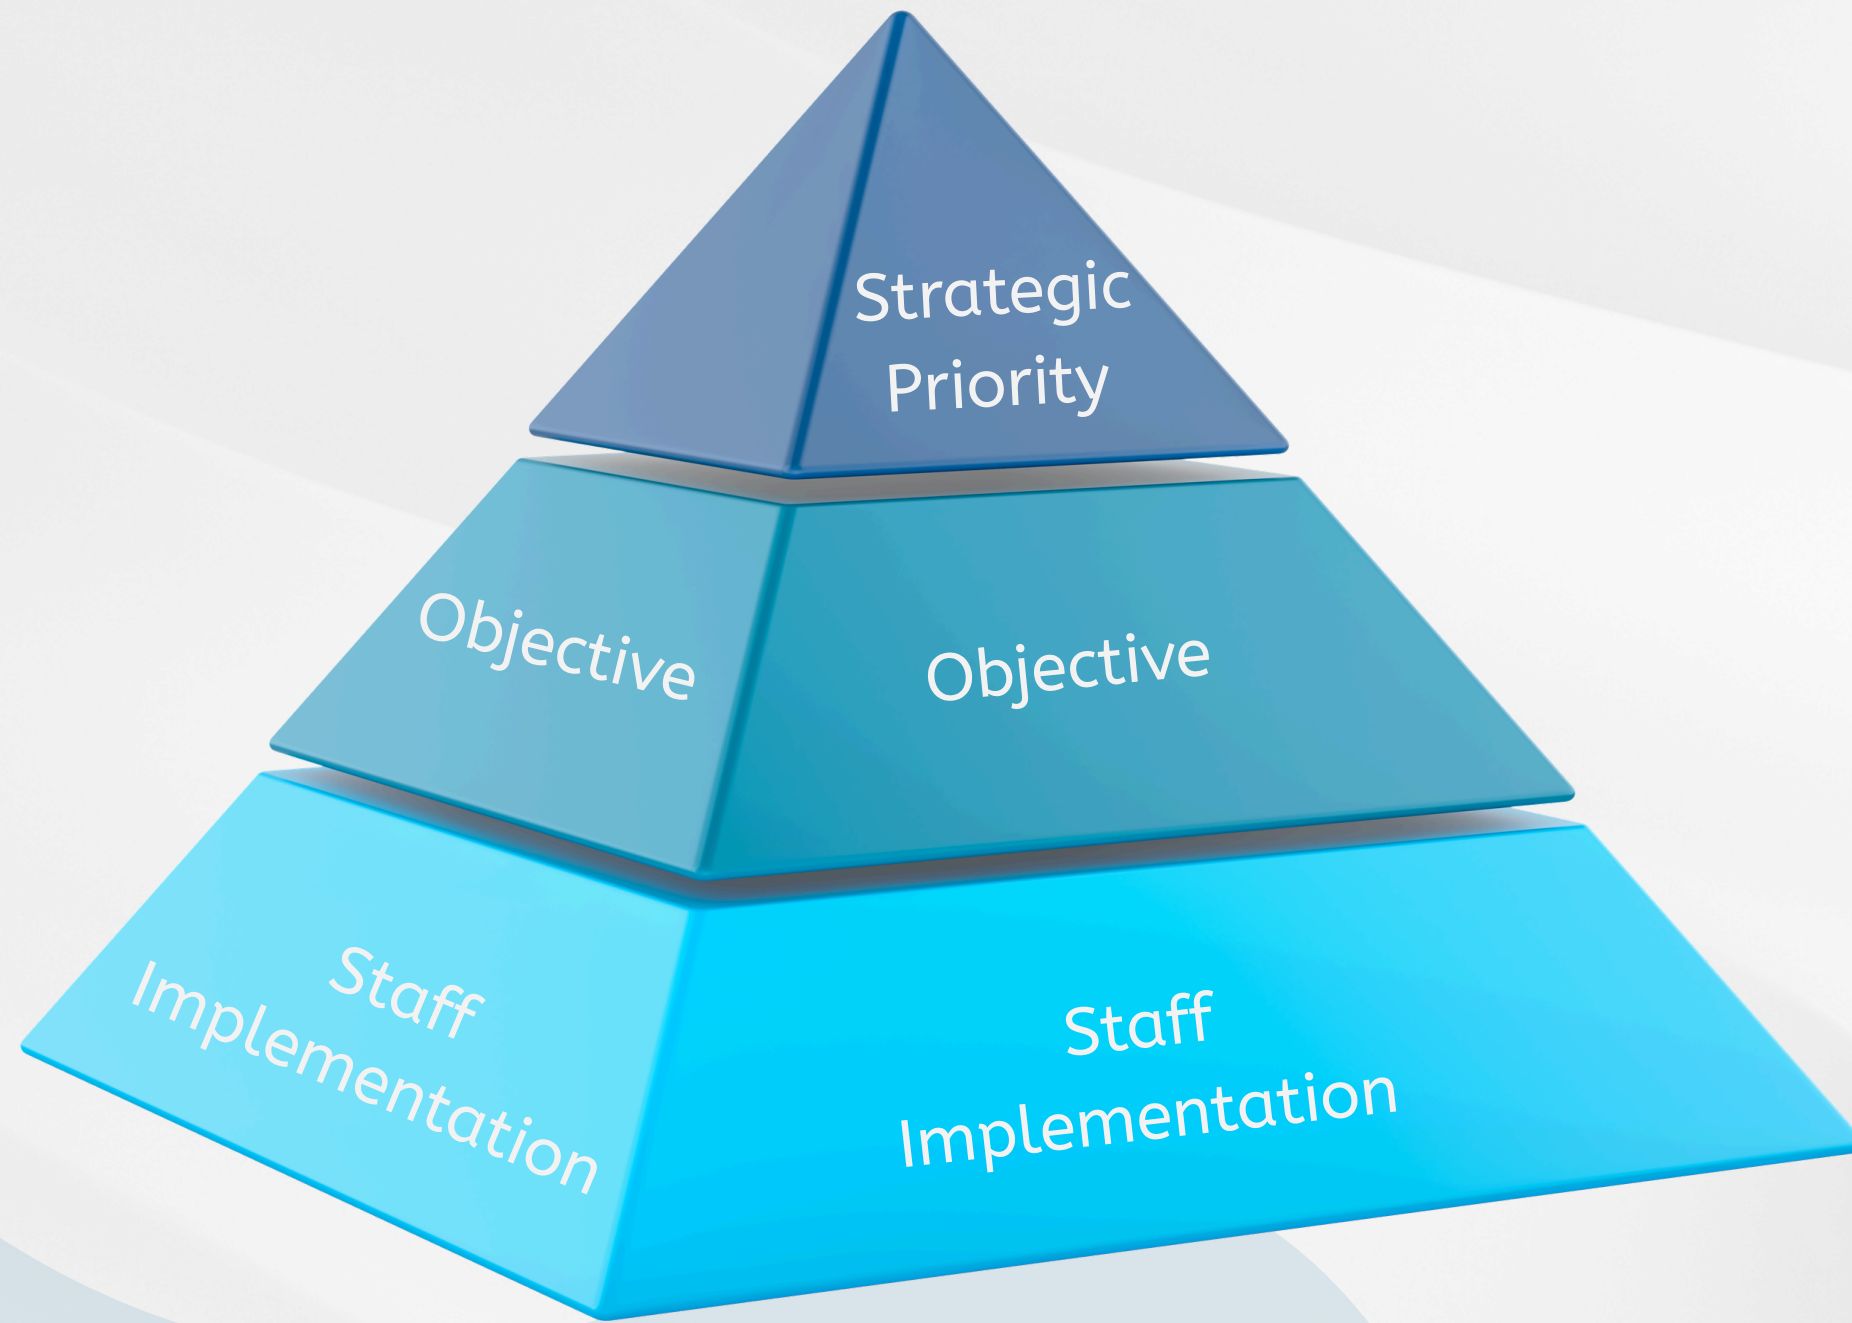 Strategic
Priority
Objective
Objective
Staff
Implementation
Staff
Implementation